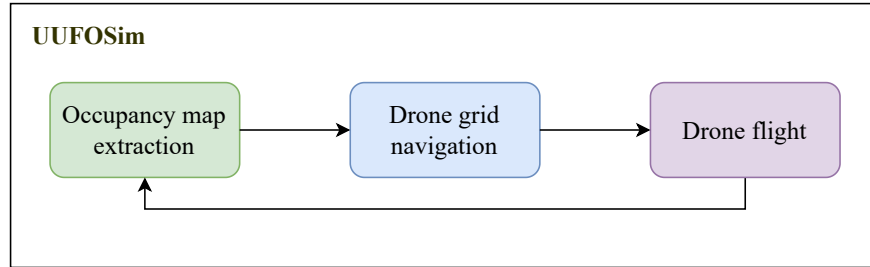 UUFOSim
Occupancy map
extraction
Drone grid
navigation
Drone flight